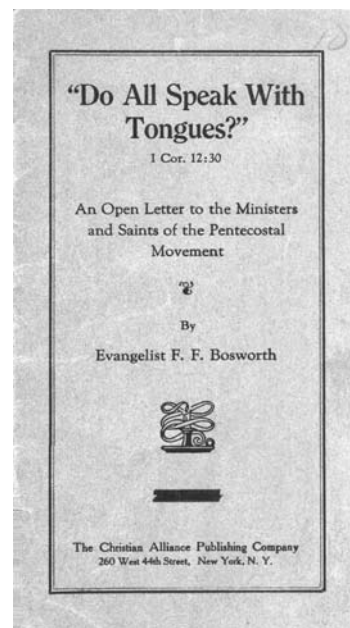 "Do All Speak With
Tongues?"
1 Cor. 12:30
An Open Letter to the Ministers
and Saints of the Pentecostal
Movement
By
Evangelist F. F. Bosworth
The Christian Alliance Publishing Company
260 West 44th Street, New York, N. Y.